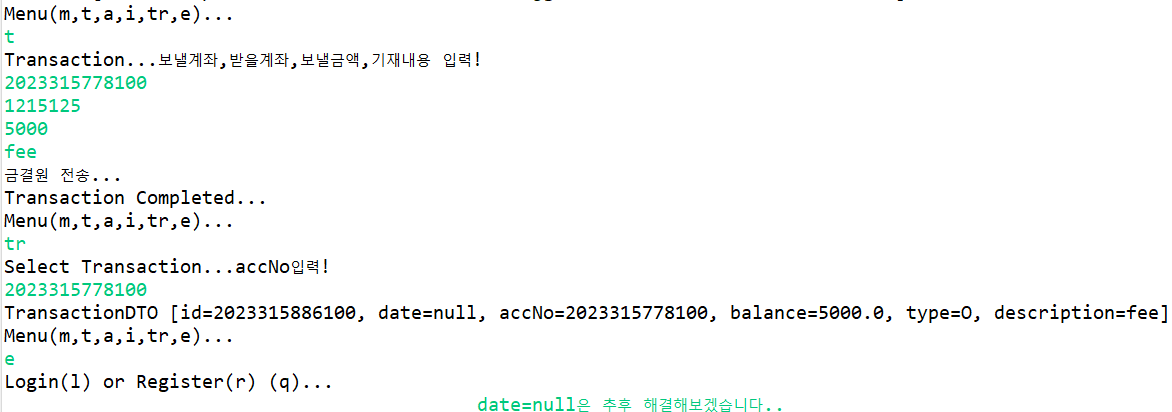 Menu(m,t,a,i,tr,e)...
t
Transaction...보낼계좌,받을계좌,보낼금액,기재내용 입력!
2023315778100
1215125
5000
fee
금결원 전송...
Transaction Completed...
Menu(m,t,a,i,tr,e)...
tr
Select Transaction...accNo입력!
2023315778100
TransactionDTO [id=2023315886100, date=null, accNo=2023315778100, balance=5000.0, type=O, description=fee]
Menu(m,t,a,i,tr,e)...
e
Login(l) or Register(r) (q)...
date=null은 추후 해결해보겠습니다..